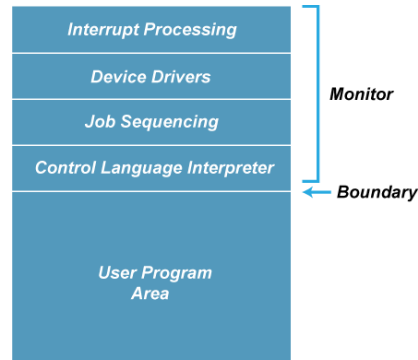 Interrupt Processing
Device Drivers
Job Sequencing
Control Language Interpreter
Monitor
Boundary
User Program
Area